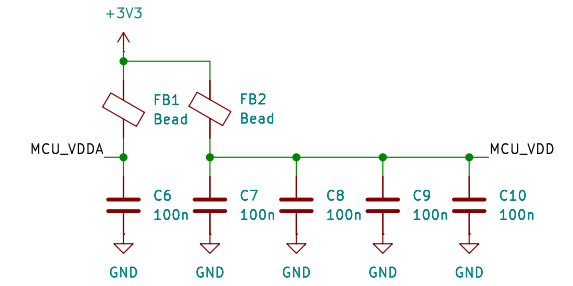 +3V3
FB1
Bead
FB2
Bead
MCU_VDDA
MCU_VDD
C6
100n
C7
100n
C8
100n
C9
100n
C10
100n
GND
GND
GND
GND
GND